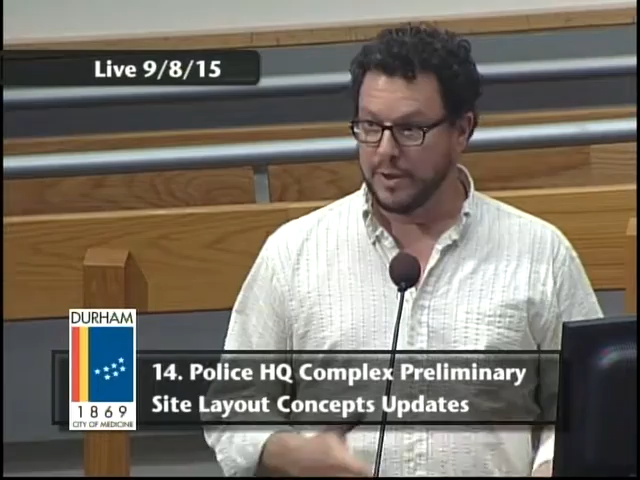 Live 9/8/15
DURHAM
1869
CITY OF MEDICINE
14. Police HQ Complex Preliminary
Site Layout Concepts Updates